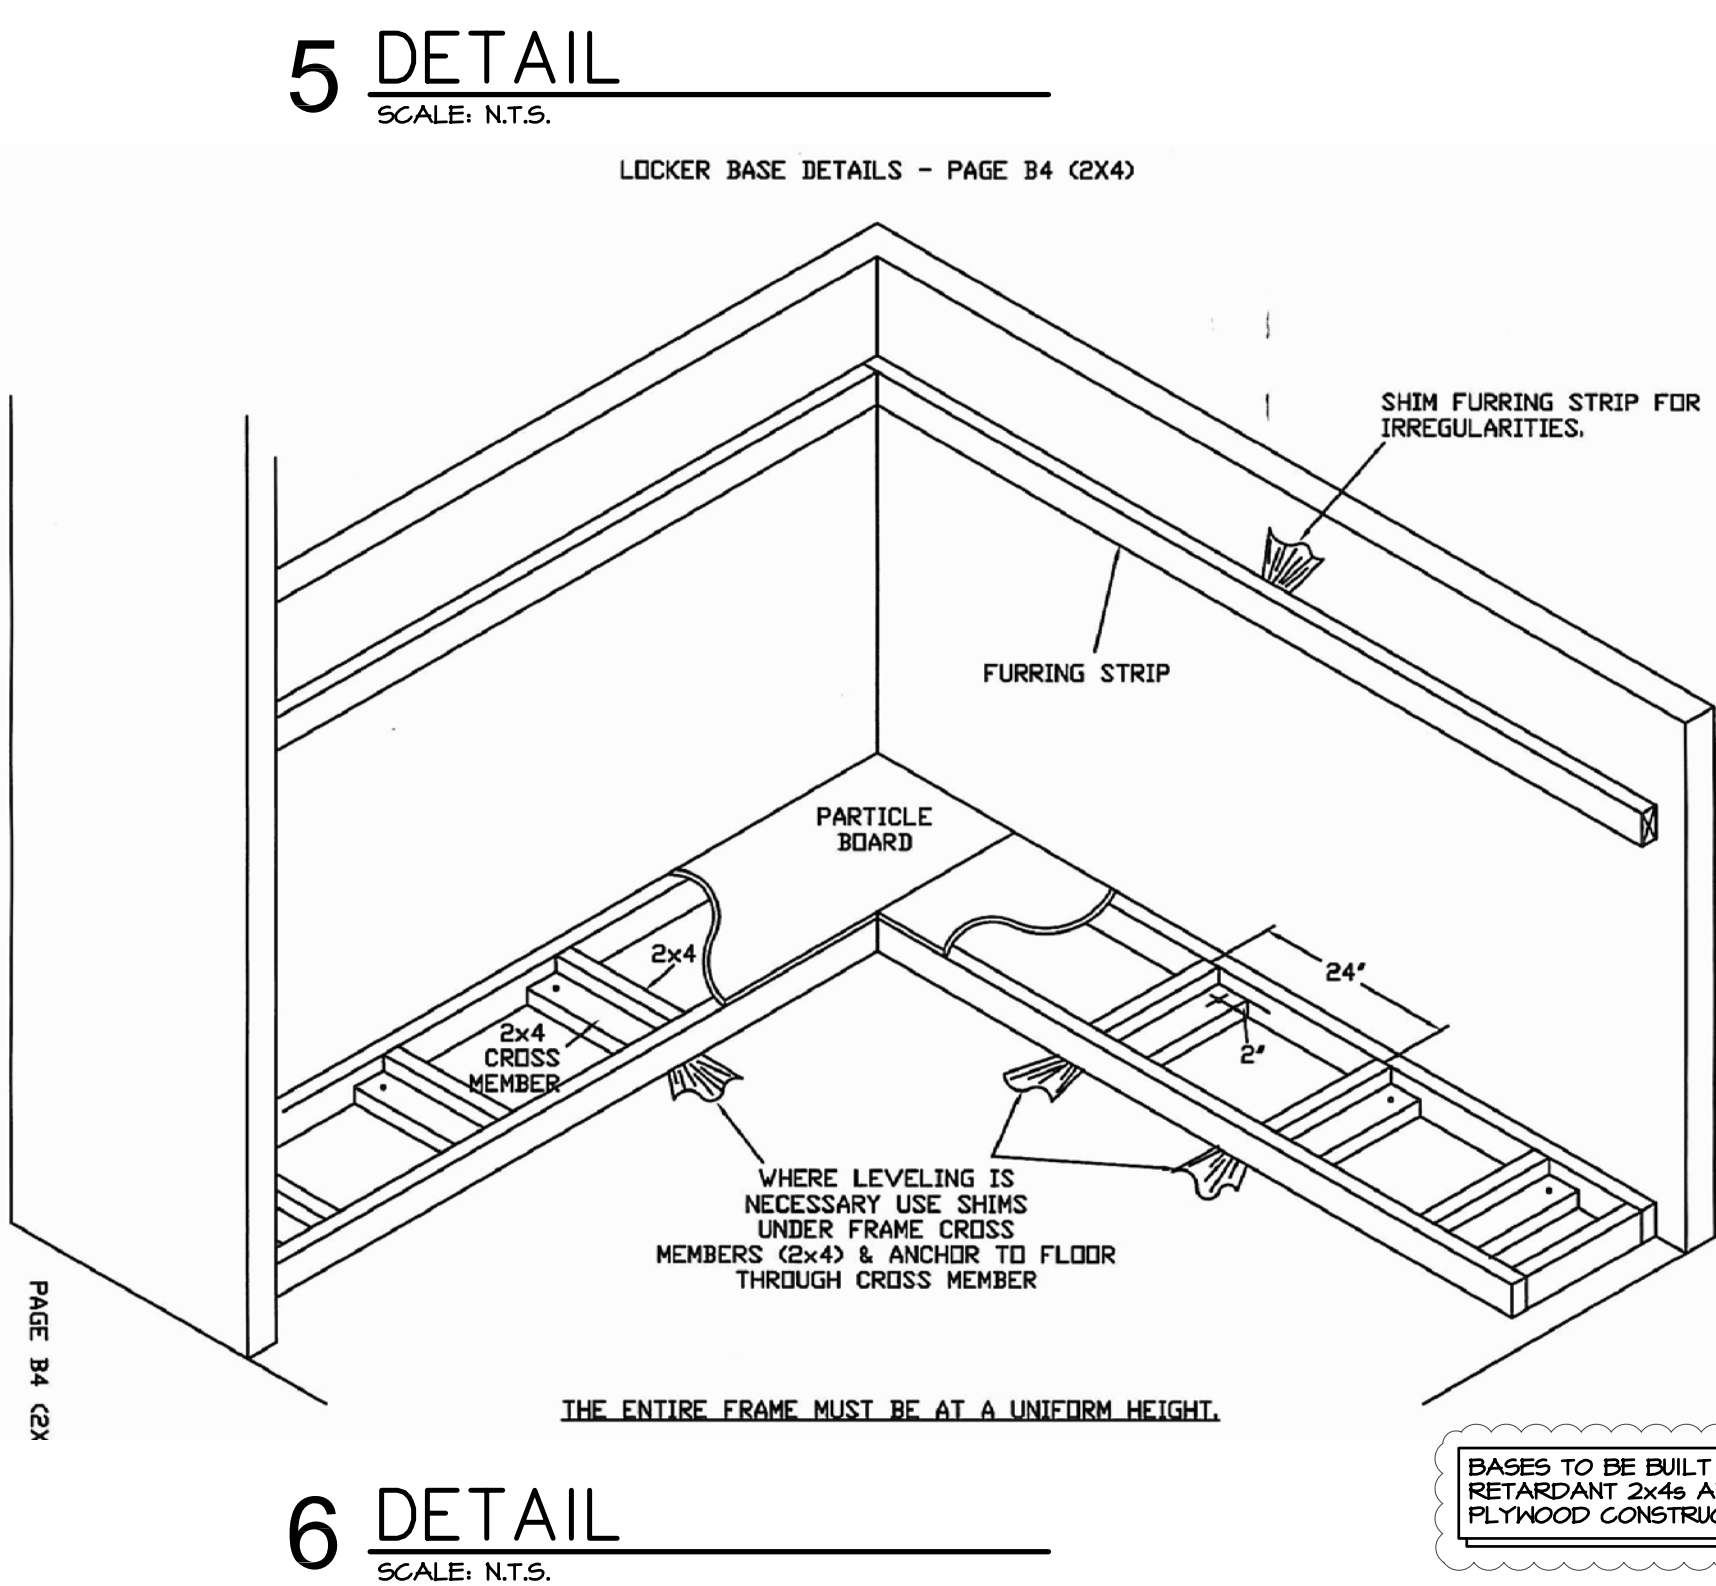 5 DETAIL
SCALE: N.T.S.
LOCKER BASE DETAILS - PAGE B4 (2X4)
SHIM FURRING STRIP FOR
IRREGULARITIES.
FURRING STRIP
PARTICLE
BOARD
2x4
24"
2x4
CROSS
MEMBER
2"
WHERE LEVELING IS
NECESSARY USE SHIMS
UNDER FRAME CROSS
MEMBERS (2x4) & ANCHOR TO FLOOR
THROUGH CROSS MEMBER
PAGE B4 (2X
THE ENTIRE FRAME MUST BE AT A UNIFORM HEIGHT.
BASES TO BE BUILT
RETARDANT 2x4s A
PLYWOOD CONSTRUC
6 DETAIL
SCALE: N.T.S.